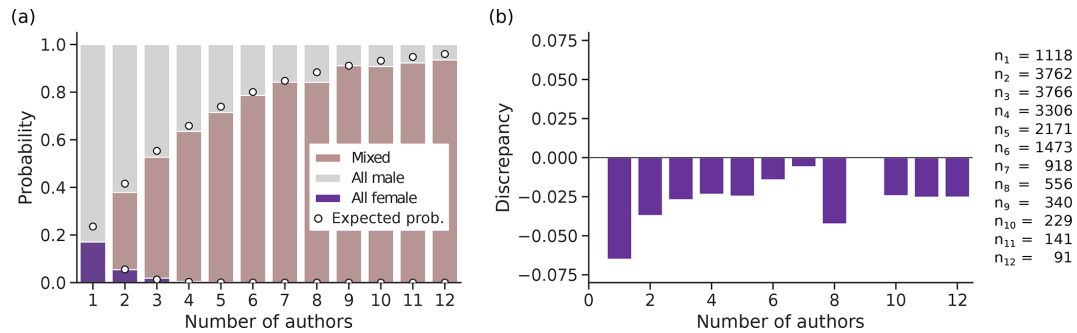 (a)
Probability
1.0
0.8
0.6
0.4
0.2
0.0
1 2 3 4 5 6 7 8 9 10 11 12
Number of authors
Mixed
All male
All female
Expected prob.
(b)
Discrepancy
0.075
0.050
0.025
0.000
−0.025
−0.050
−0.075
0 2 4 6 8 10 12
Number of authors
n₁ = 1118
n₂ = 3762
n₃ = 3766
n₄ = 3306
n₅ = 2171
n₆ = 1473
n₇ = 918
n₈ = 556
n₉ = 340
n₁₀ = 229
n₁₁ = 141
n₁₂ = 91